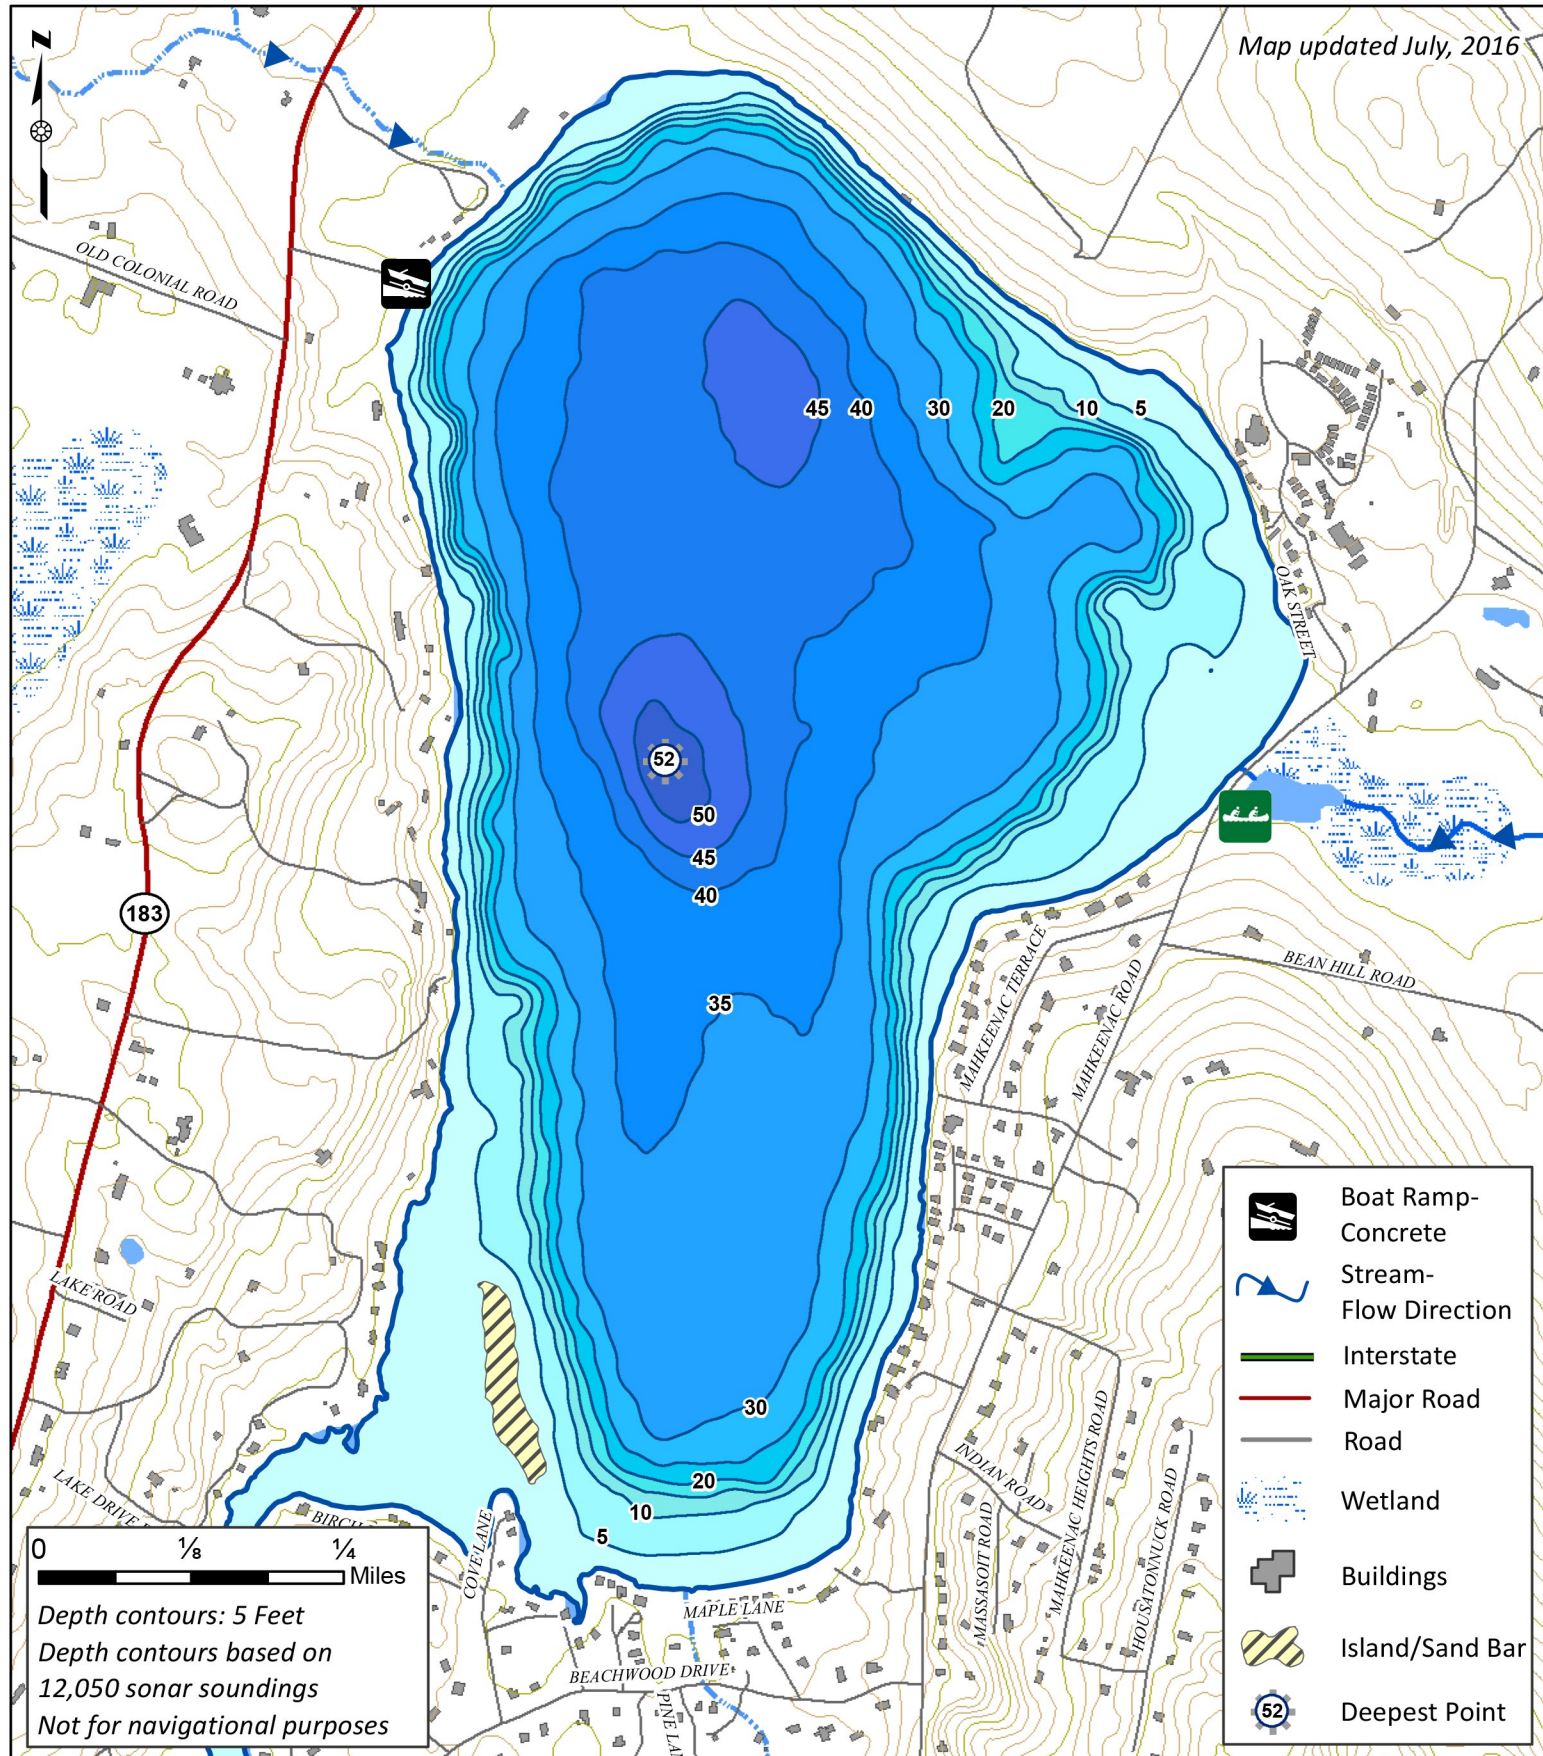 Map updated July, 2016
N
OLD COLONIAL ROAD
45 40 30 20 10 5
OAK STREET
52
50
45
40
183
35
MAHKEENAC TERRACE
MAHKEENAC ROAD
BEAN HILL ROAD
LAKE ROAD
30
20
10
5
LAKE DRIVE
BIRCH
COVE LANE
INDIAN ROAD
MASSASOIT ROAD
MAHKEENAC HEIGHTS ROAD
HOUSATONNUCK ROAD
MAPLE LANE
BEACHWOOD DRIVE
PINE LAN
0 ⅛ ¼
Miles
Depth contours: 5 Feet
Depth contours based on
12,050 sonar soundings
Not for navigational purposes
Boat Ramp-
Concrete
Stream-
Flow Direction
Interstate
Major Road
Road
Wetland
Buildings
Island/Sand Bar
52
Deepest Point